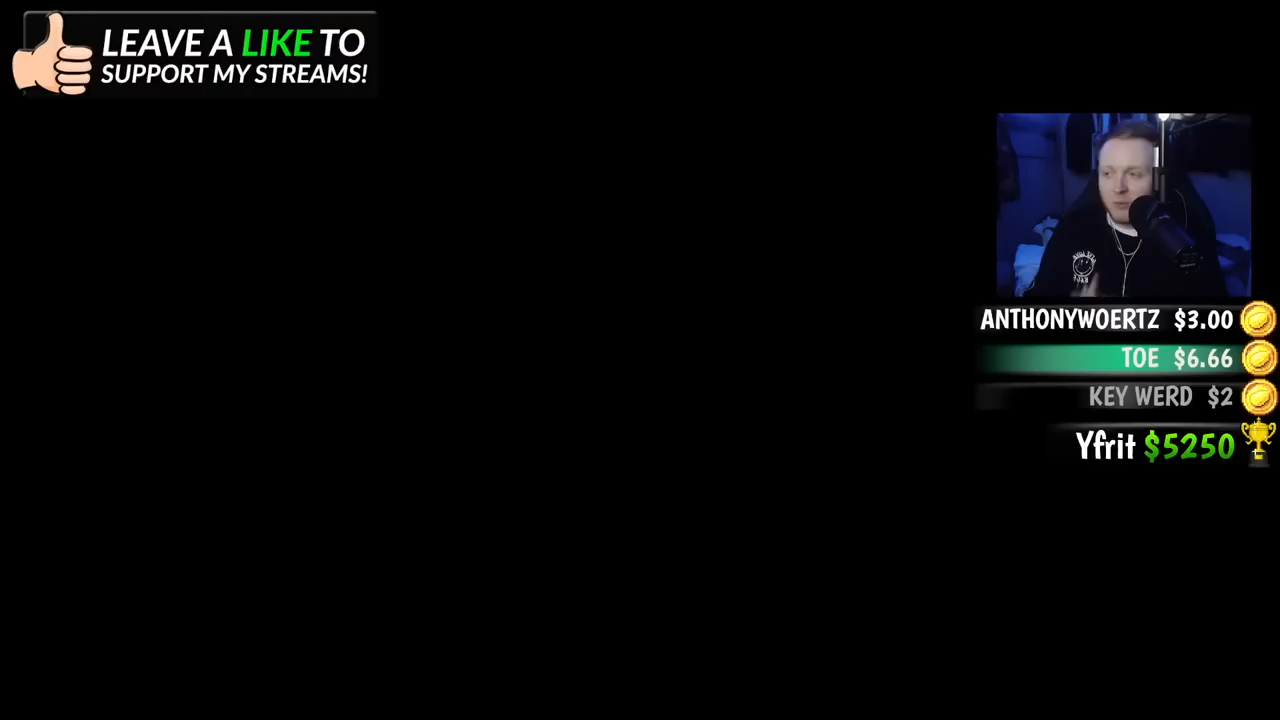 LEAVE A LIKE TO
SUPPORT MY STREAMS!
ANTHONYWOERTZ $3.00
TOE $6.66
KEY WERD $2
Yfrit $5250